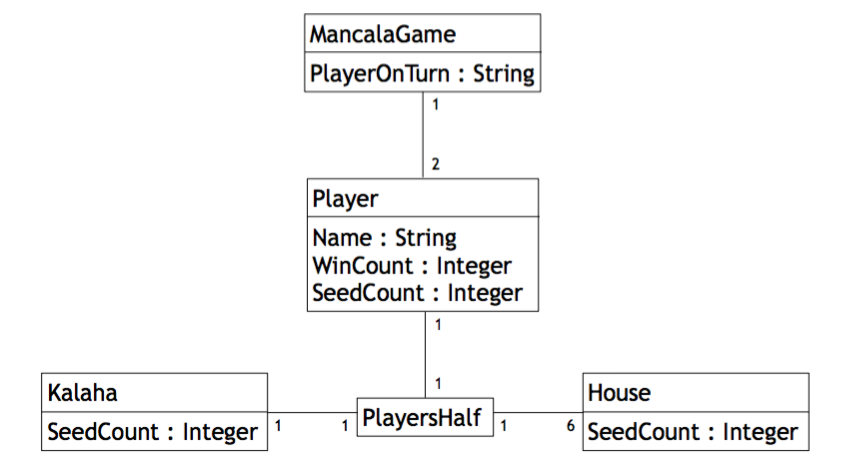 MancalaGame
PlayerOnTurn : String
1
2
Player
Name : String
WinCount : Integer
SeedCount : Integer
1
1
Kalaha
SeedCount : Integer
1
1
PlayersHalf
1
6
House
SeedCount : Integer